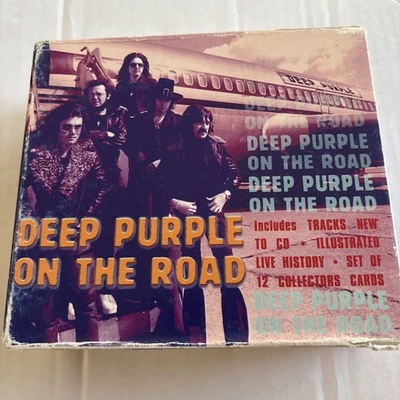 DEEP PURPLE
DEEP PURPLE
ON THE ROAD
DEEP PURPLE
ON THE ROAD
DEEP PURPLE
ON THE ROAD
DEEP PURPLE
ON THE ROAD
Includes TRACKS NEW
TO CD • ILLUSTRATED
LIVE HISTORY • SET OF
12 COLLECTORS CARDS
DEEP PURPLE
ON THE ROAD